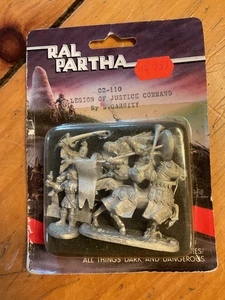 RAL
PARTHA
02-110
LEGION OF JUSTICE COMMAND
By D.GARRITY
ALL THINGS DARK AND DANGEROUS